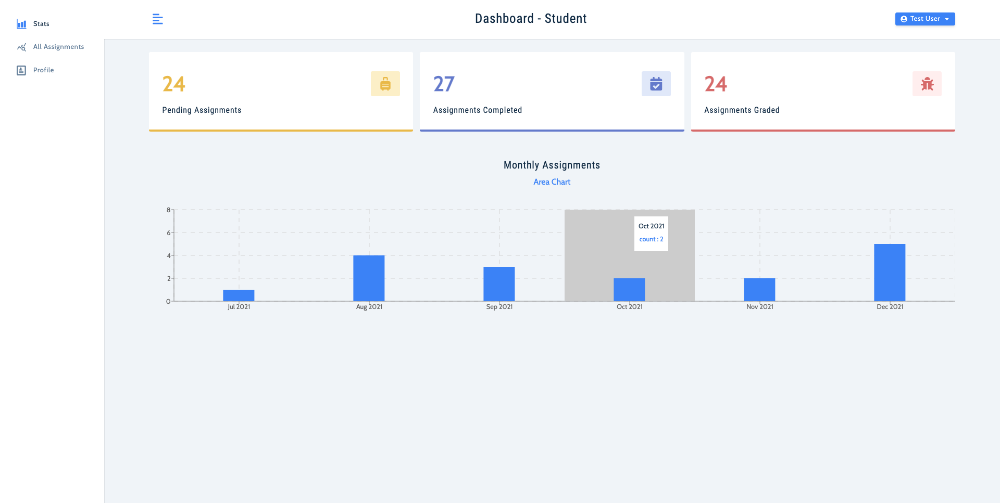 Stats
All Assignments
Profile
Dashboard - Student
Test User
24
Pending Assignments
27
Assignments Completed
24
Assignments Graded
Monthly Assignments
Area Chart
8
6
4
2
0
Oct 2021
count : 2
Jul 2021
Aug 2021
Sep 2021
Oct 2021
Nov 2021
Dec 2021